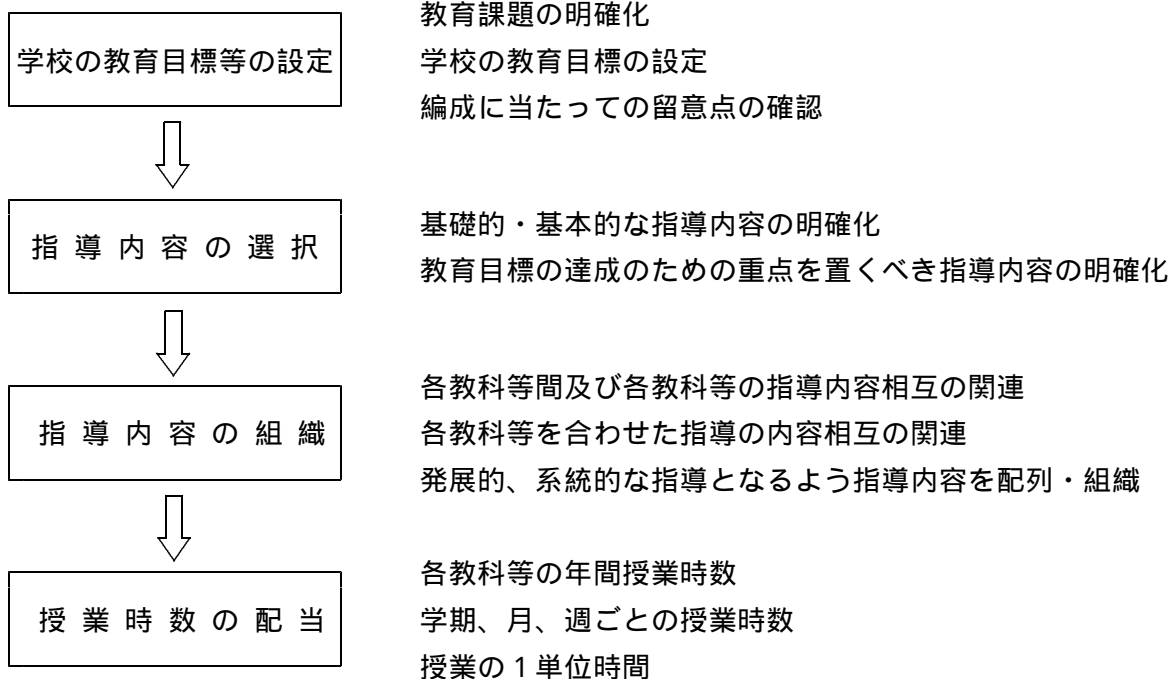 学校の教育目標等の設定
教育課題の明確化
学校の教育目標の設定
編成に当たっての留意点の確認
指導内容の選択
基礎的・基本的な指導内容の明確化
教育目標の達成のための重点を置くべき指導内容の明確化
指導内容の組織
各教科等間及び各教科等の指導内容相互の関連
各教科等を合わせた指導の内容相互の関連
発展的、系統的な指導となるよう指導内容を配列・組織
授業時数の配当
各教科等の年間授業時数
学期、月、週ごとの授業時数
授業の1単位時間